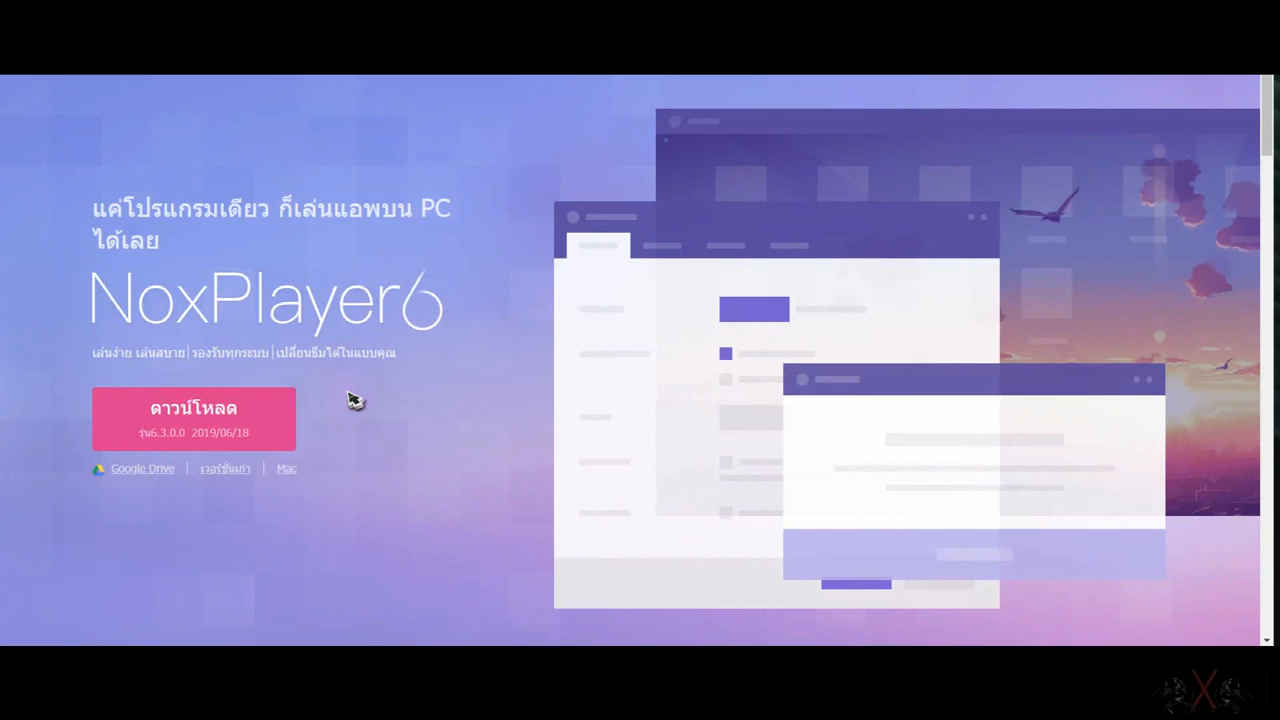 แค่โปรแกรมเดียว ก็เล่นแอพบน PC
ได้เลย
NoxPlayer6
เล่นง่าย เล่นสบาย│รองรับทุกระบบ│เปลี่ยนธีมได้ในแบบคุณ
ดาวน์โหลด
รุ่น6.3.0.0 2019/06/18
Google Drive | เวอร์ชั่นเก่า | Mac
X